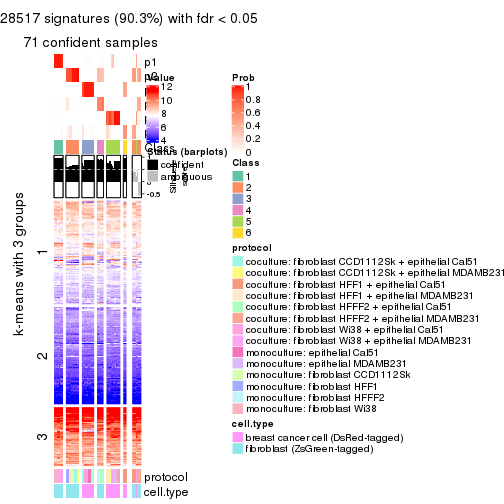 28517 signatures (90.3%) with fdr < 0.05
71 confident samples
p1
Value
12
10
8
6
4
Class
Status (barplots)
confident
ambiguous
Silhouette
score
-0.5
k-means with 3 groups
1
2
3
protocol
cell.type
Prob
1
0.8
0.6
0.4
0.2
0
Class
1
2
3
4
5
6
protocol
coculture: fibroblast CCD1112Sk + epithelial Cal51
coculture: fibroblast CCD1112Sk + epithelial MDAMB231
coculture: fibroblast HFF1 + epithelial Cal51
coculture: fibroblast HFF1 + epithelial MDAMB231
coculture: fibroblast HFFF2 + epithelial Cal51
coculture: fibroblast HFFF2 + epithelial MDAMB231
coculture: fibroblast Wi38 + epithelial Cal51
coculture: fibroblast Wi38 + epithelial MDAMB231
monoculture: epithelial Cal51
monoculture: epithelial MDAMB231
monoculture: fibroblast CCD1112Sk
monoculture: fibroblast HFF1
monoculture: fibroblast HFFF2
monoculture: fibroblast Wi38
cell.type
breast cancer cell (DsRed-tagged)
fibroblast (ZsGreen-tagged)